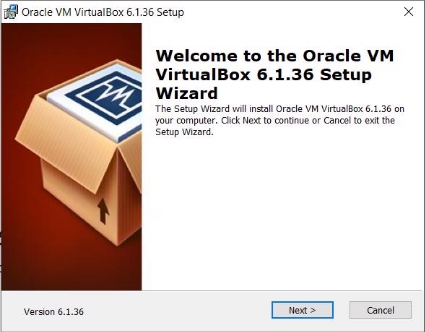 Oracle VM VirtualBox 6.1.36 Setup
Welcome to the Oracle VM
VirtualBox 6.1.36 Setup
Wizard
The Setup Wizard will install Oracle VM VirtualBox 6.1.36 on
your computer. Click Next to continue or Cancel to exit the
Setup Wizard.
Version 6.1.36
Next >
Cancel